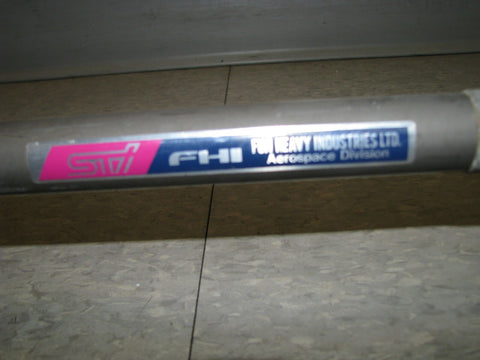 STi FHI FUJI HEAVY INDUSTRIES LTD.
Aerospace Division